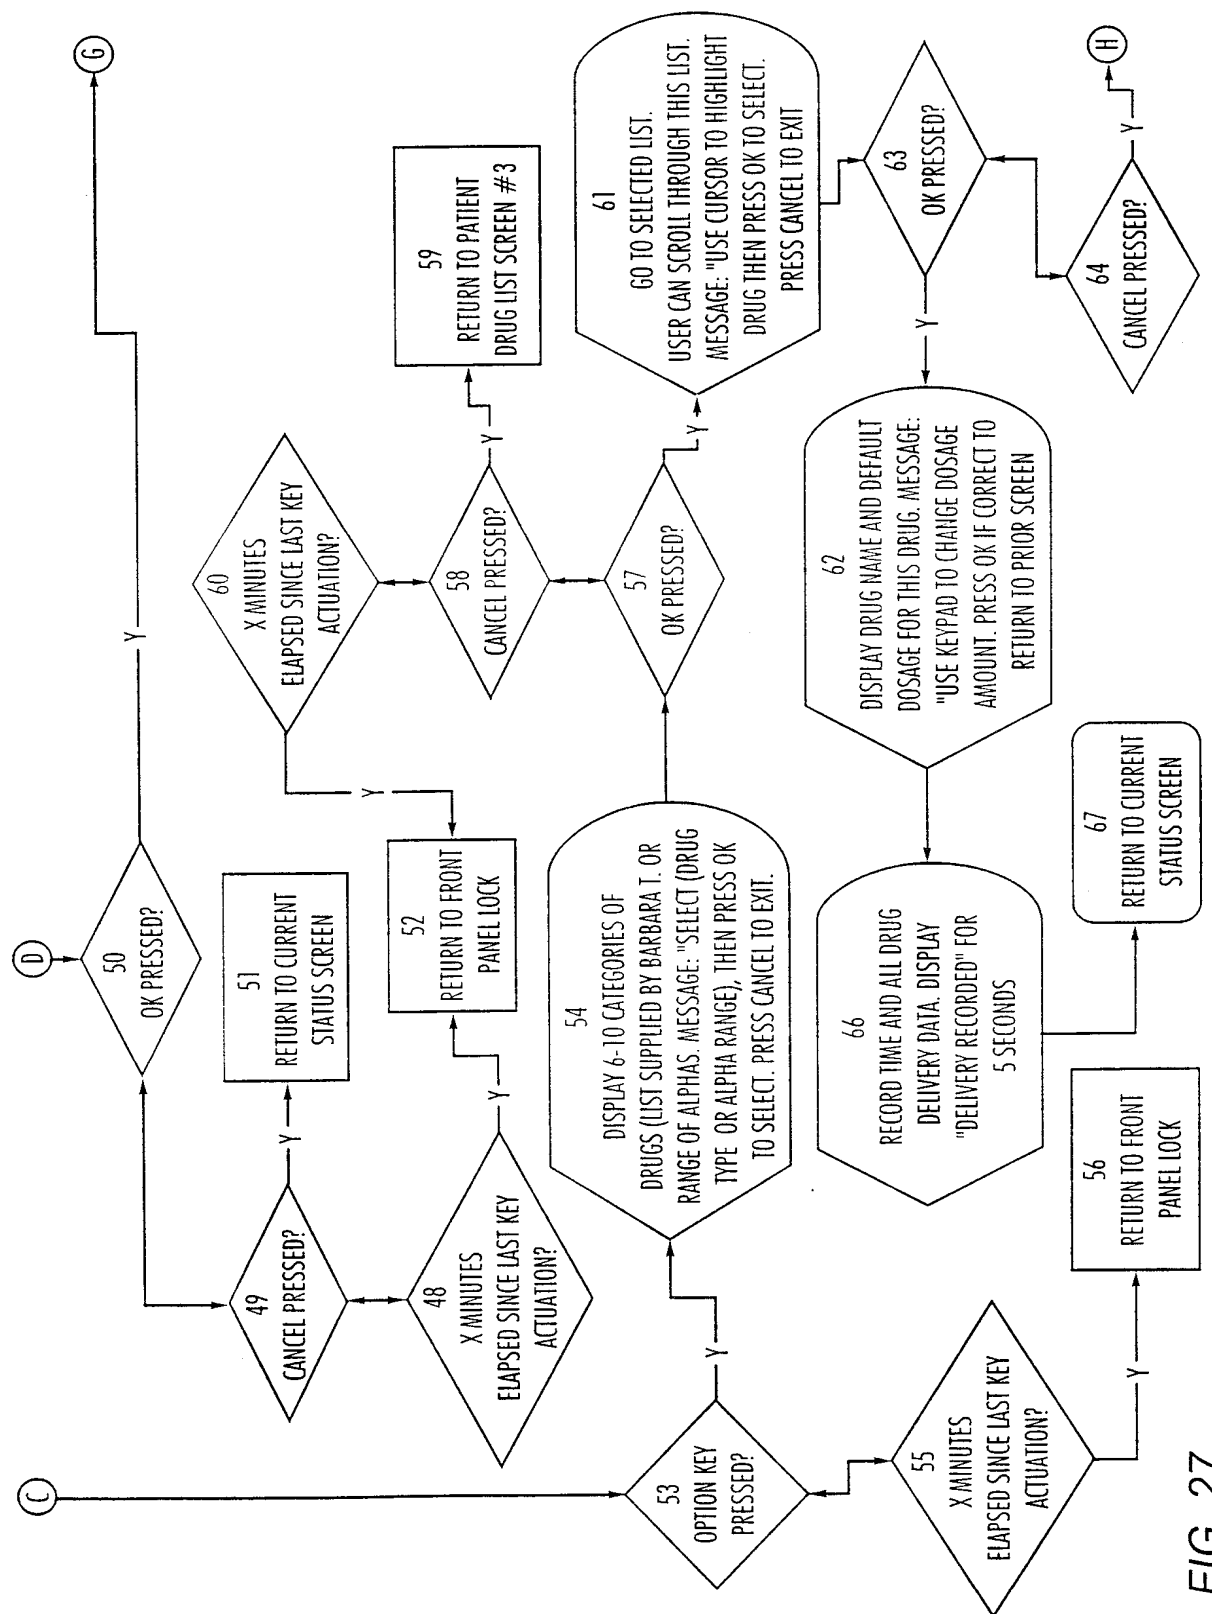 C
D
G
50
OK PRESSED?
Y
49
CANCEL PRESSED?
Y
51
RETURN TO CURRENT
STATUS SCREEN
48
X MINUTES
ELAPSED SINCE LAST KEY
ACTUATION?
Y
52
RETURN TO FRONT
PANEL LOCK
Y
60
X MINUTES
ELAPSED SINCE LAST KEY
ACTUATION?
58
CANCEL PRESSED?
Y
59
RETURN TO PATIENT
DRUG LIST SCREEN #3
53
OPTION KEY
PRESSED?
Y
54
DISPLAY 6-10 CATEGORIES OF
DRUGS (LIST SUPPLIED BY BARBARA T. OR
RANGE OF ALPHAS. MESSAGE: "SELECT (DRUG
TYPE OR ALPHA RANGE), THEN PRESS OK
TO SELECT. PRESS CANCEL TO EXIT.
57
OK PRESSED?
Y
61
GO TO SELECTED LIST.
USER CAN SCROLL THROUGH THIS LIST.
MESSAGE: "USE CURSOR TO HIGHLIGHT
DRUG THEN PRESS OK TO SELECT.
PRESS CANCEL TO EXIT
55
X MINUTES
ELAPSED SINCE LAST KEY
ACTUATION?
Y
56
RETURN TO FRONT
PANEL LOCK
66
RECORD TIME AND ALL DRUG
DELIVERY DATA. DISPLAY
"DELIVERY RECORDED" FOR
5 SECONDS
67
RETURN TO CURRENT
STATUS SCREEN
62
DISPLAY DRUG NAME AND DEFAULT
DOSAGE FOR THIS DRUG. MESSAGE:
"USE KEYPAD TO CHANGE DOSAGE
AMOUNT. PRESS OK IF CORRECT TO
RETURN TO PRIOR SCREEN
Y
63
OK PRESSED?
64
CANCEL PRESSED?
Y
H
FIG. 27